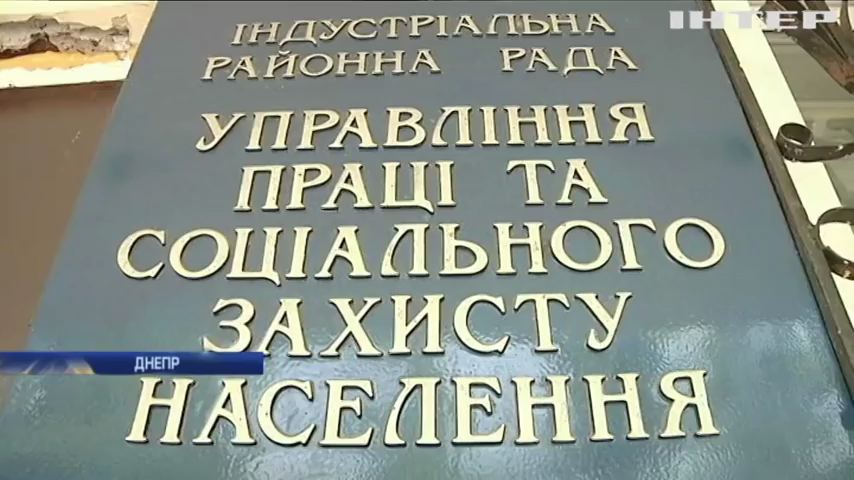 ІНТЕР
ІНДУСТРІАЛЬНА
РАЙОННА РАДА
УПРАВЛІННЯ
ПРАЦІ ТА
СОЦІАЛЬНОГО
ЗАХИСТУ
ДНЕПР
НАСЕЛЕННЯ